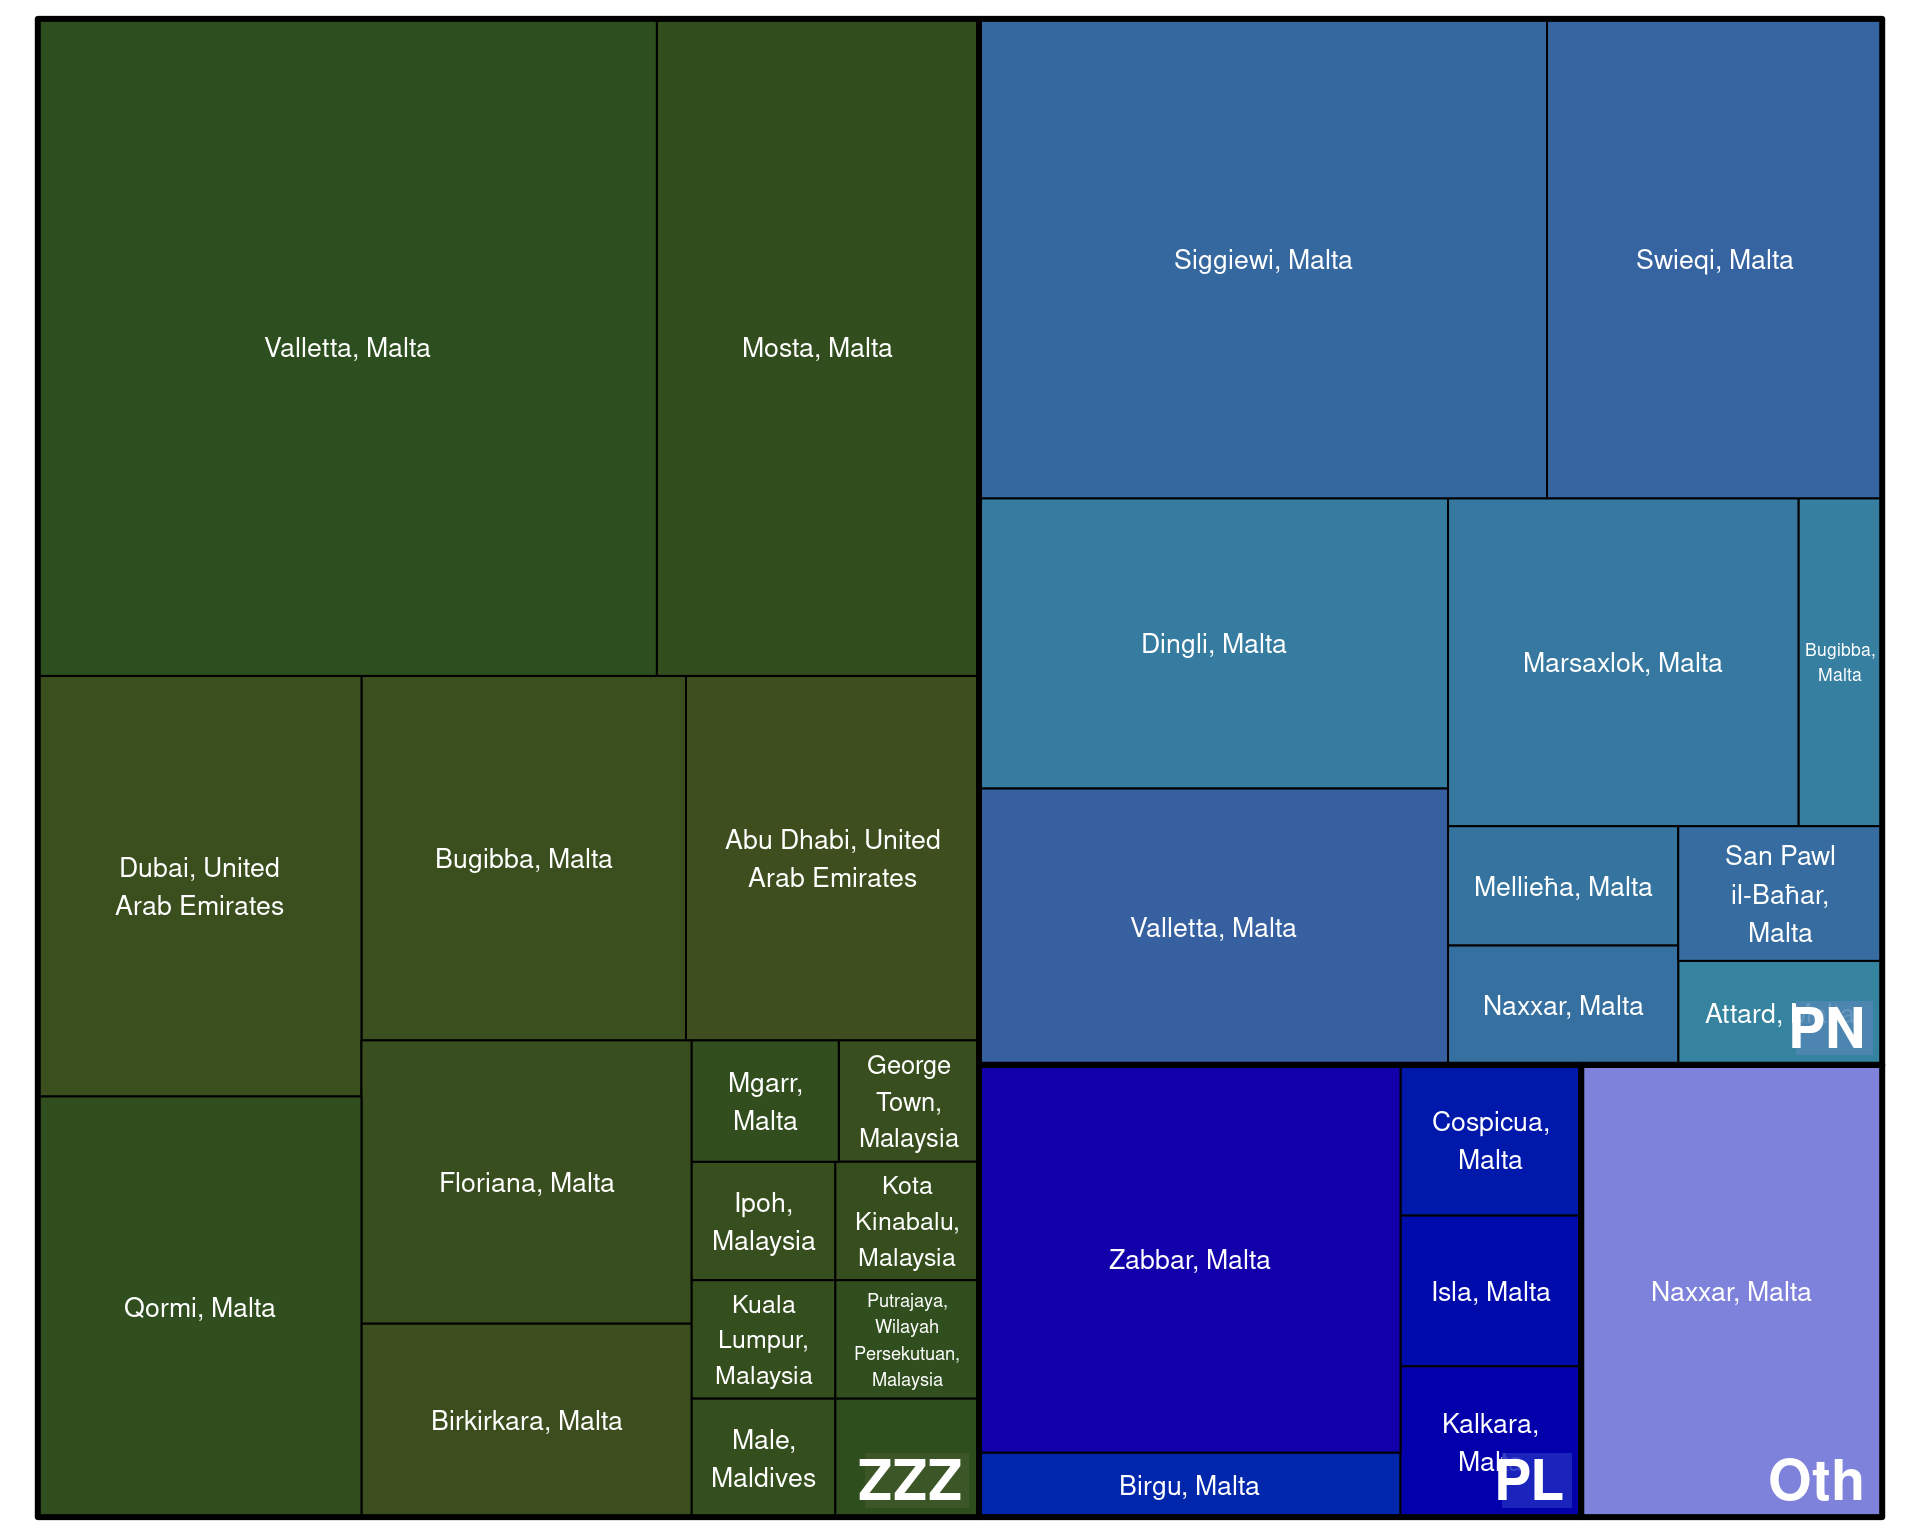 Valletta, Malta
Mosta, Malta
Dubai, United
Arab Emirates
Bugibba, Malta
Abu Dhabi, United
Arab Emirates
Qormi, Malta
Floriana, Malta
Birkirkara, Malta
Mgarr,
Malta
George
Town,
Malaysia
Ipoh,
Malaysia
Kota
Kinabalu,
Malaysia
Kuala
Lumpur,
Malaysia
Putrajaya,
Wilayah
Persekutuan,
Malaysia
Male,
Maldives
ZZZ
Siggiewi, Malta
Swieqi, Malta
Dingli, Malta
Marsaxlok, Malta
Bugibba,
Malta
Valletta, Malta
Mellieħa, Malta
San Pawl
il-Baħar,
Malta
Naxxar, Malta
Attard,
PN
Zabbar, Malta
Cospicua,
Malta
Isla, Malta
Kalkara,
Birgu, Malta
PL
Naxxar, Malta
Oth